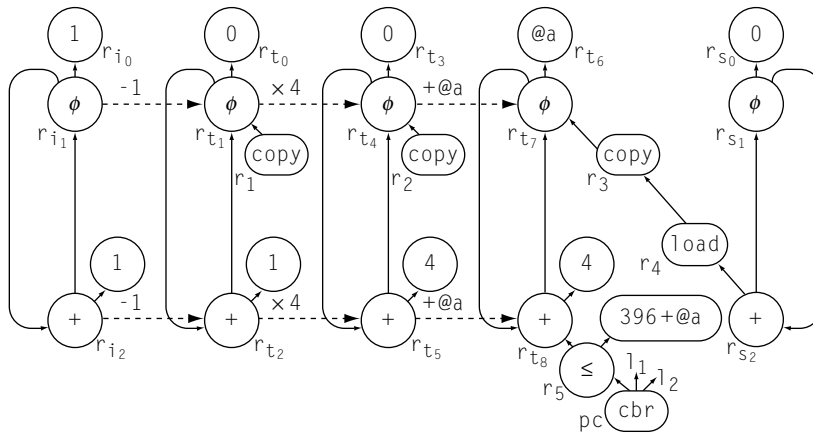 1 0 0 @a 0
r_i0 r_t0 r_t3 r_t6 r_s0
ϕ -1 ϕ ×4 ϕ +@a ϕ ϕ
r_i1 r_t1 r_t4 r_t7 r_s1
copy copy copy
r_1 r_2 r_3
load
r_4
1 1 4 4
+ -1 + ×4 + +@a + 396+@a +
r_i2 r_t2 r_t5 r_t8 r_s2
≤ l_1 l_2
r_5
pc cbr